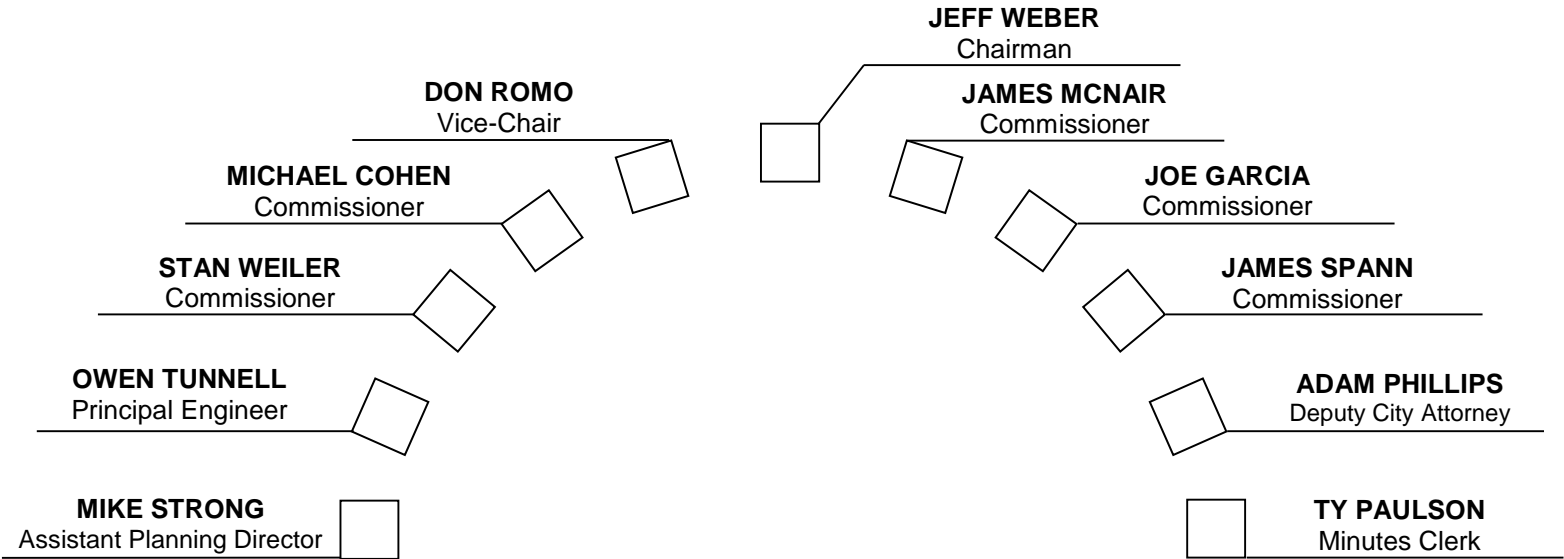 JEFF WEBER
Chairman
DON ROMO
Vice-Chair
JAMES MCNAIR
Commissioner
MICHAEL COHEN
Commissioner
JOE GARCIA
Commissioner
STAN WEILER
Commissioner
JAMES SPANN
Commissioner
OWEN TUNNELL
Principal Engineer
ADAM PHILLIPS
Deputy City Attorney
MIKE STRONG
Assistant Planning Director
TY PAULSON
Minutes Clerk